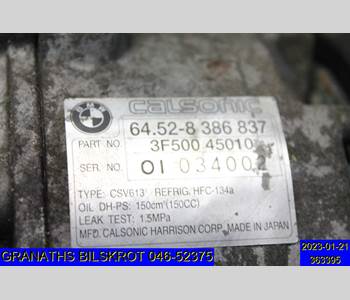 BMW CALSONIC
64.52-8 386 837
PART NO. 3F500 45010
SER NO. OI 034002
TYPE: CSV613 REFRIG. HFC-134a
OIL: DH-PS: 150cm³(150CC)
LEAK TEST: 1.5MPa
MFD. CALSONIC HARRISON CORP. MADE IN JAPAN
GRANATHS BILSKROT 046-52375
2023-01-21
363395